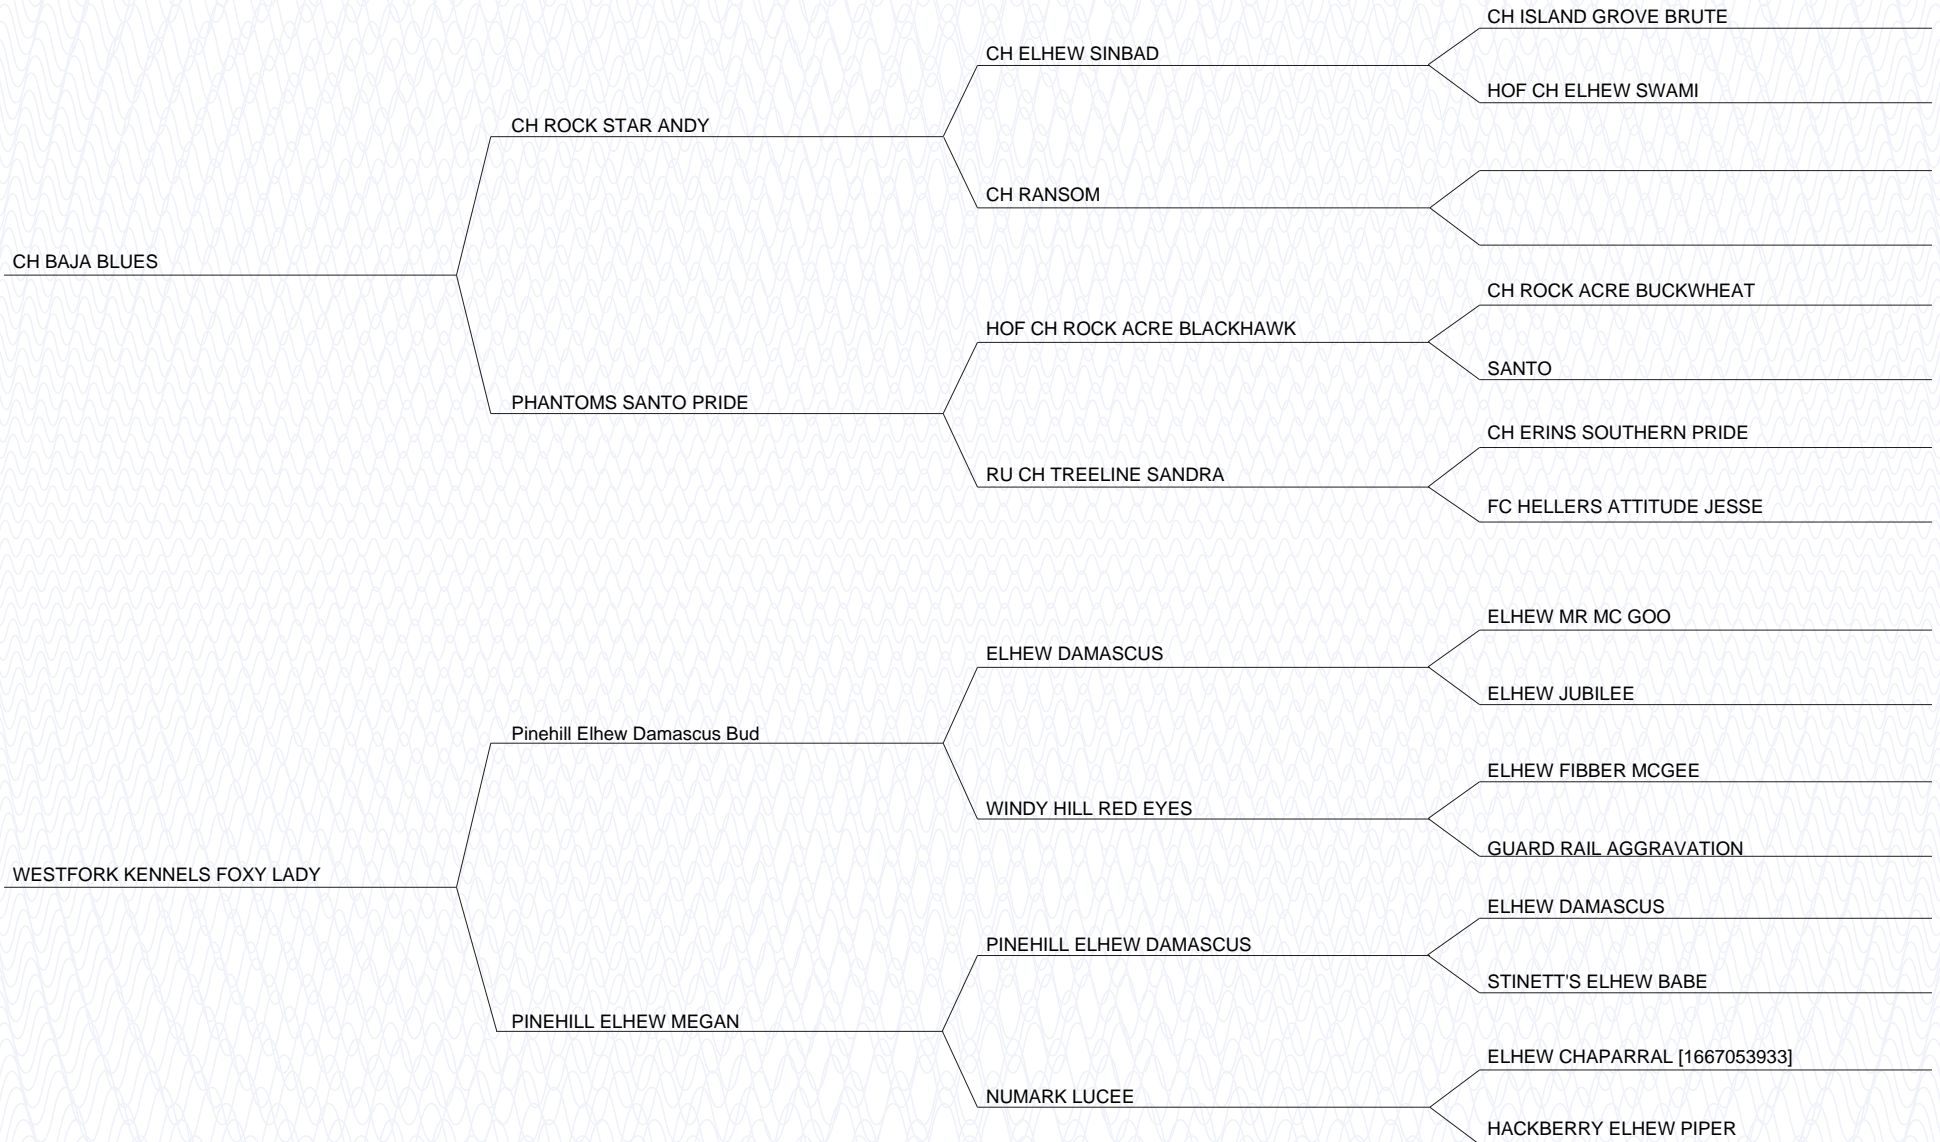 CH ISLAND GROVE BRUTE
CH ELHEW SINBAD
HOF CH ELHEW SWAMI
CH ROCK STAR ANDY
CH RANSOM
CH BAJA BLUES
CH ROCK ACRE BUCKWHEAT
HOF CH ROCK ACRE BLACKHAWK
SANTO
PHANTOMS SANTO PRIDE
CH ERINS SOUTHERN PRIDE
RU CH TREELINE SANDRA
FC HELLERS ATTITUDE JESSE
ELHEW MR MC GOO
ELHEW DAMASCUS
ELHEW JUBILEE
Pinehill Elhew Damascus Bud
ELHEW FIBBER MCGEE
WINDY HILL RED EYES
GUARD RAIL AGGRAVATION
WESTFORK KENNELS FOXY LADY
ELHEW DAMASCUS
PINEHILL ELHEW DAMASCUS
STINETT'S ELHEW BABE
PINEHILL ELHEW MEGAN
ELHEW CHAPARRAL [1667053933]
NUMARK LUCEE
HACKBERRY ELHEW PIPER